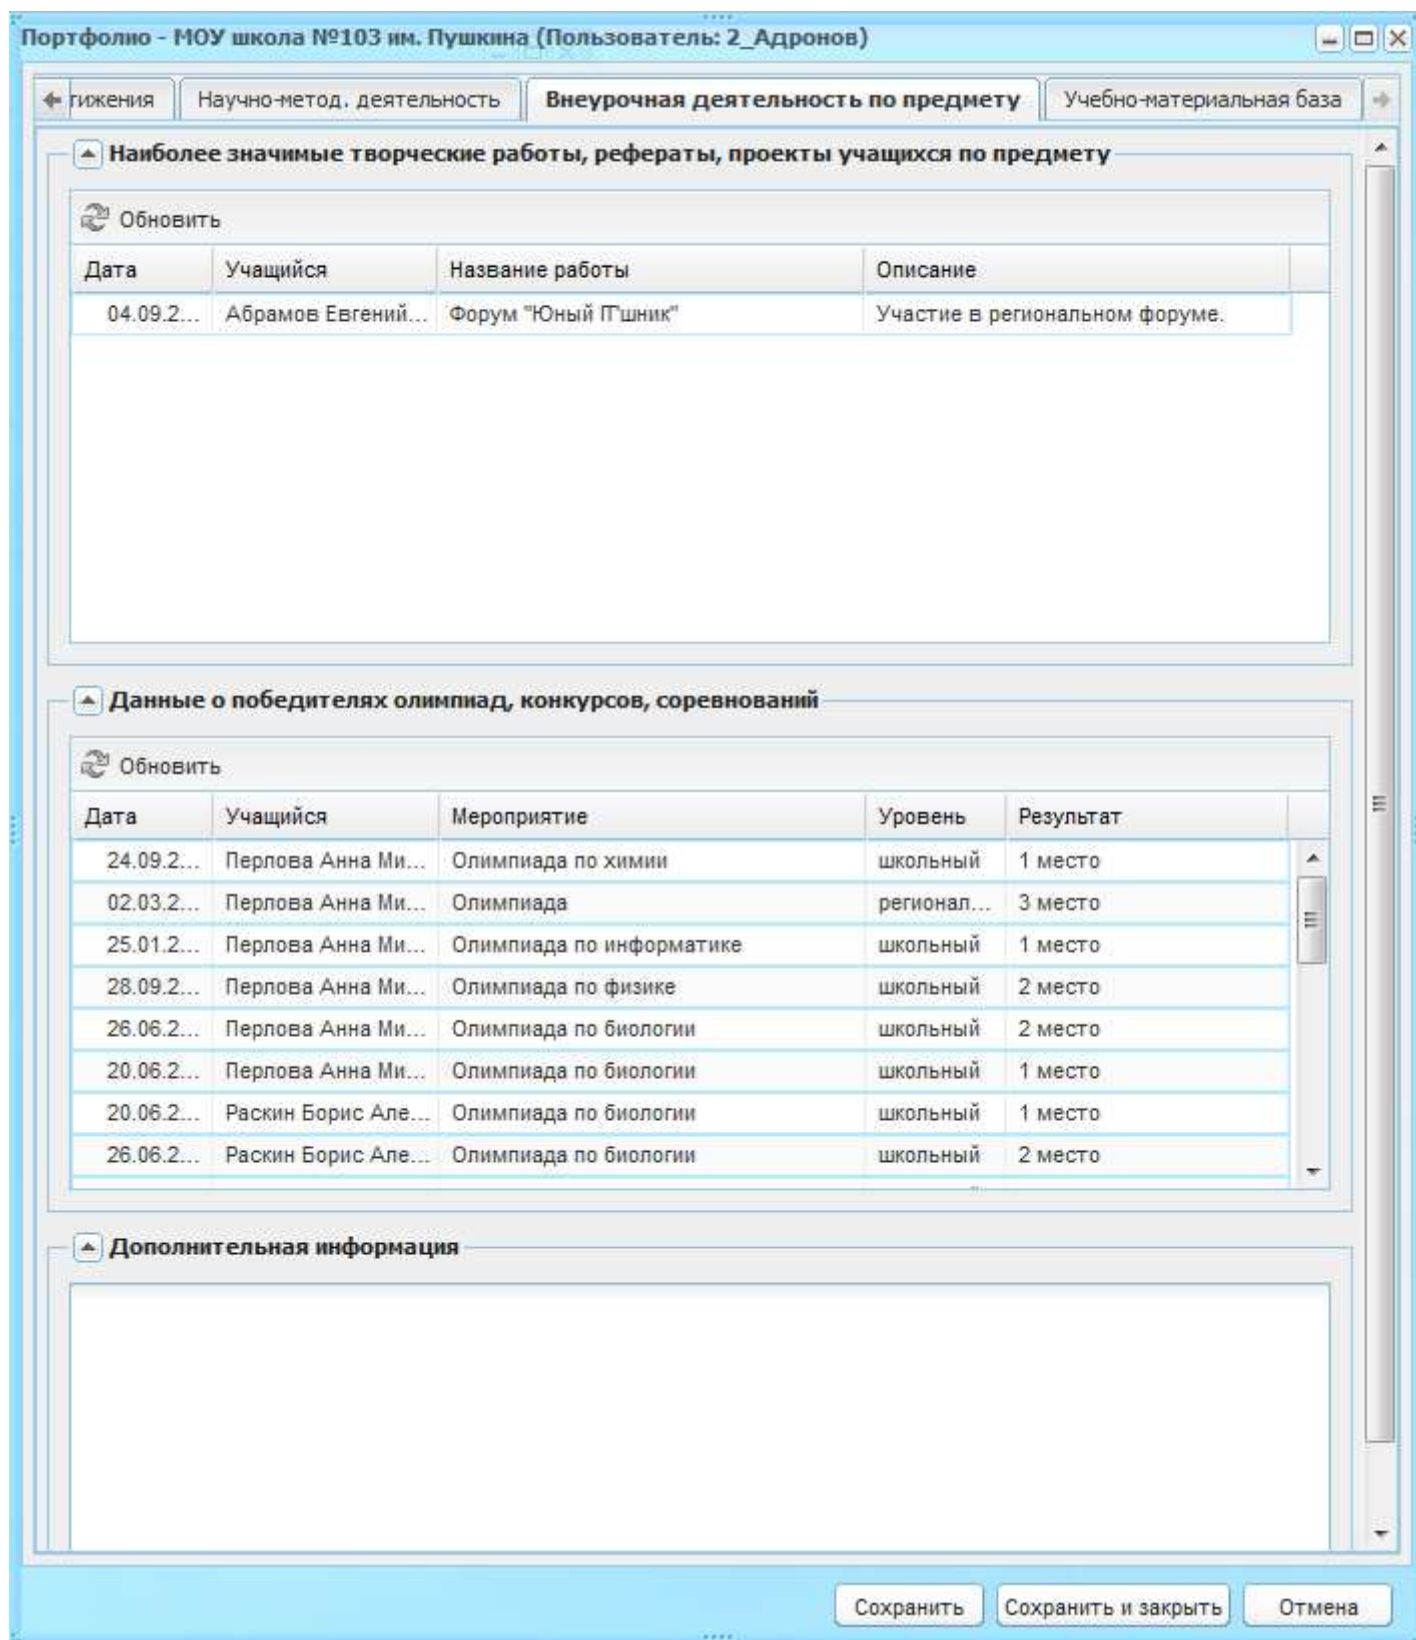 Портфолио - МОУ школа №103 им. Пушкина (Пользователь: 2_Адронов)
тижения Научно-метод. деятельность Внеурочная деятельность по предмету Учебно-материальная база
Наиболее значимые творческие работы, рефераты, проекты учащихся по предмету
Обновить
Дата Учащийся Название работы Описание
04.09.2... Абрамов Евгений... Форум "Юный IT'шник" Участие в региональном форуме.
Данные о победителях олимпиад, конкурсов, соревнований
Обновить
Дата Учащийся Мероприятие Уровень Результат
24.09.2... Перлова Анна Ми... Олимпиада по химии школьный 1 место
02.03.2... Перлова Анна Ми... Олимпиада регионал... 3 место
25.01.2... Перлова Анна Ми... Олимпиада по информатике школьный 1 место
28.09.2... Перлова Анна Ми... Олимпиада по физике школьный 2 место
26.06.2... Перлова Анна Ми... Олимпиада по биологии школьный 2 место
20.06.2... Перлова Анна Ми... Олимпиада по биологии школьный 1 место
20.06.2... Раскин Борис Але... Олимпиада по биологии школьный 1 место
26.06.2... Раскин Борис Але... Олимпиада по биологии школьный 2 место
Дополнительная информация
Сохранить Сохранить и закрыть Отмена